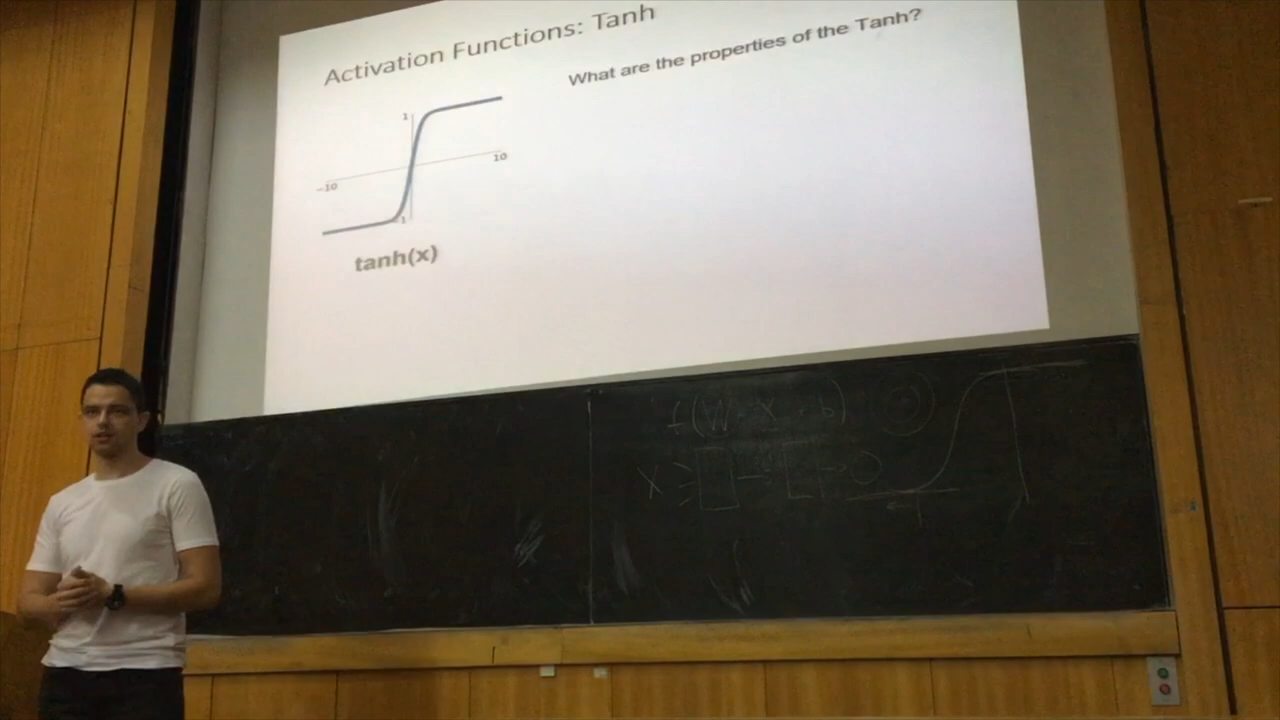 Activation Functions: Tanh
What are the properties of the Tanh?
1
10
-10
-1
tanh(x)
f(W · X + b)
X